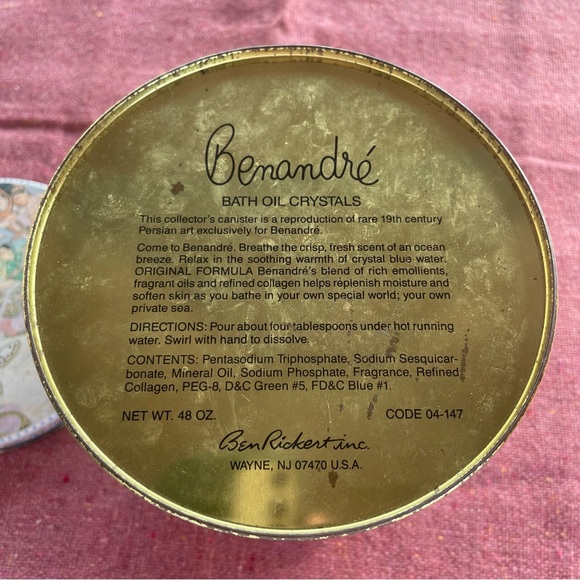 Benandré
BATH OIL CRYSTALS
This collector's canister is a reproduction of rare 19th century
Persian art exclusively for Benandré.
Come to Benandré. Breathe the crisp, fresh scent of an ocean
breeze. Relax in the soothing warmth of crystal blue water.
ORIGINAL FORMULA Benandré's blend of rich emollients,
fragrant oils and refined collagen helps replenish moisture and
soften skin as you bathe in your own special world; your own
private sea.
DIRECTIONS: Pour about four tablespoons under hot running
water. Swirl with hand to dissolve.
CONTENTS: Pentasodium Triphosphate, Sodium Sesquicar-
bonate, Mineral Oil, Sodium Phosphate, Fragrance, Refined
Collagen, PEG-8, D&C Green #5, FD&C Blue #1.
NET WT. 48 OZ. CODE 04-147
Ben Rickert inc.
WAYNE, NJ 07470 U.S.A.